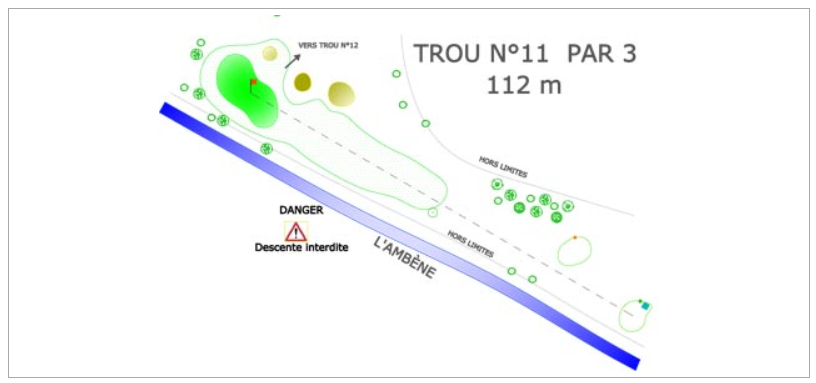 VERS TROU N°12
TROU N°11 PAR 3
112 m
HORS LIMITES
DANGER
!
Descente interdite
HORS LIMITES
L'AMBÈNE